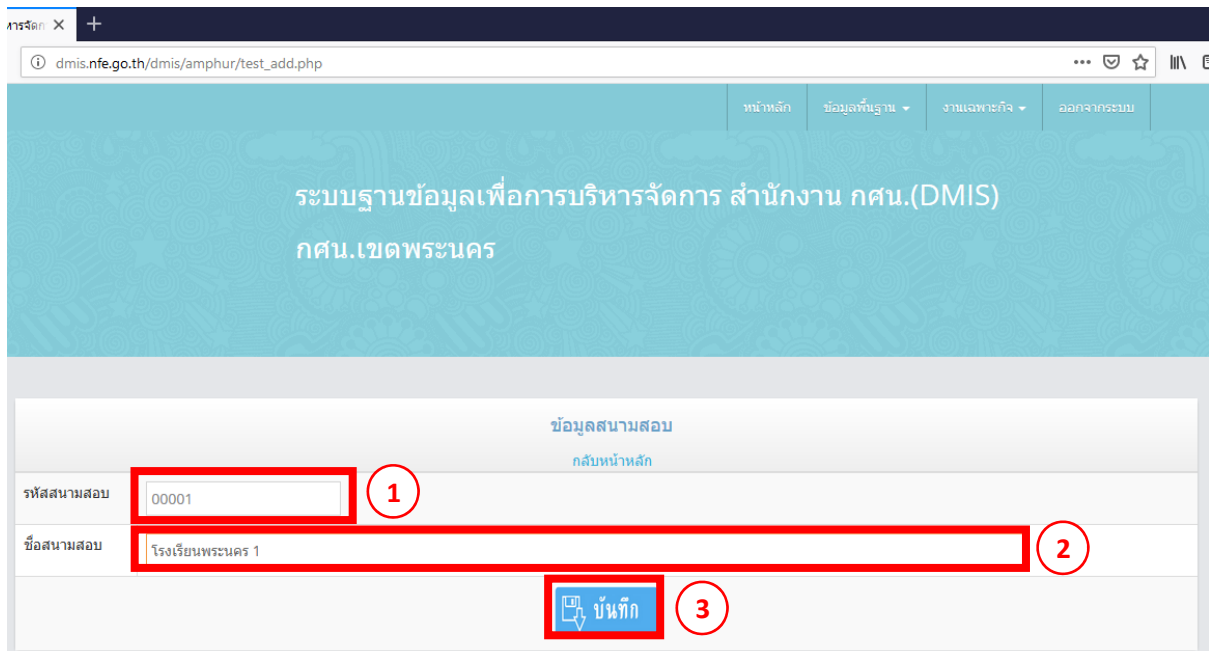 dmis.nfe.go.th/dmis/amphur/test_add.php
หน้าหลัก ข้อมูลพื้นฐาน งานเฉพาะกิจ ออกจากระบบ
ระบบฐานข้อมูลเพื่อการบริหารจัดการ สำนักงาน กศน.(DMIS)
กศน.เขตพระนคร
ข้อมูลสนามสอบ
กลับหน้าหลัก
รหัสสนามสอบ 00001 1
ชื่อสนามสอบ โรงเรียนพระนคร 1 2
บันทึก 3